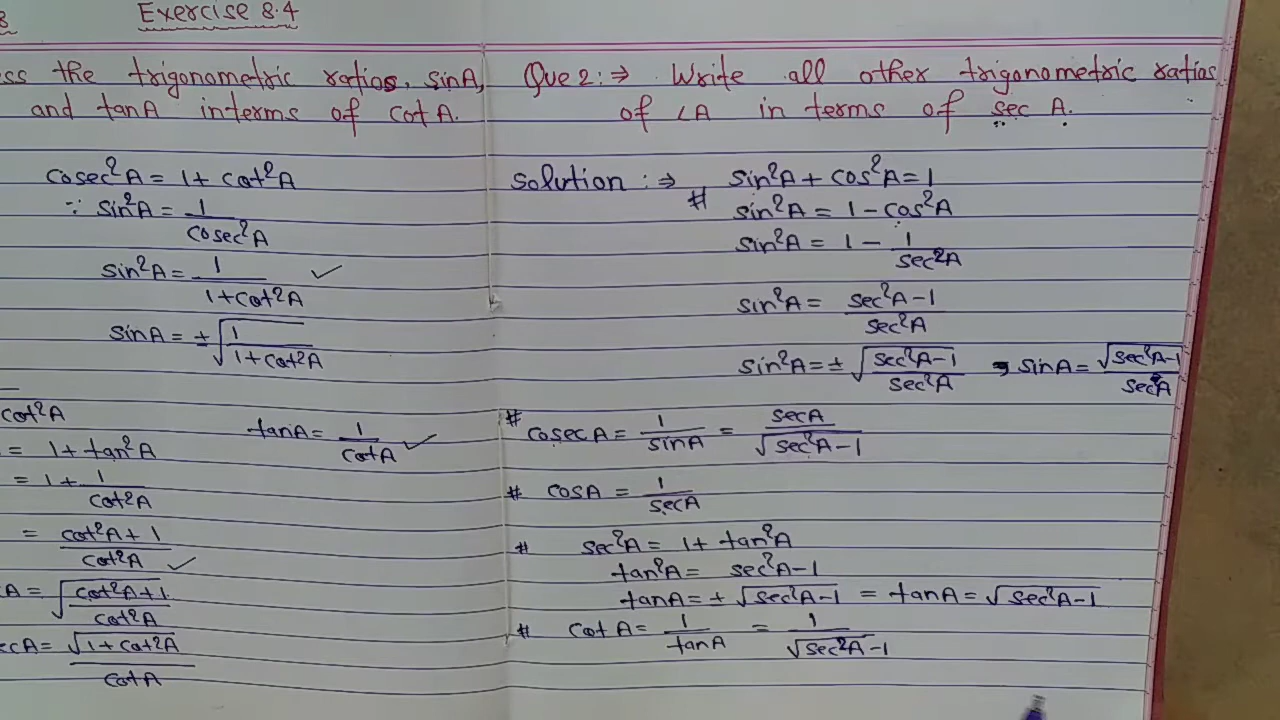 8 Exercise 8.4
ss the trigonometric ratios, sinA,
and tanA interms of cot A.
cosec²A = 1 + cot²A
∵ sin²A = 1/cosec²A
sin²A = 1/1+cot²A ✓
sinA = ±√1/1+cot²A
cot²A
= 1 + tan²A
= 1 + 1/cot²A
= cot²A + 1/cot²A ✓
A = √cot²A+1/cot²A
ecA = √1+cot²A/cotA
tanA = 1/cotA ✓
Que 2:⇒ Write all other trigonometric ratios
of ∠A in terms of sec A.
Solution :⇒ # sin²A + cos²A = 1
sin²A = 1 - cos²A
sin²A = 1 - 1/sec²A
sin²A = sec²A - 1/sec²A
sin²A = ± √sec²A-1/sec²A ⇒ sinA = √sec²A-1/secA
# cosecA = 1/sinA = secA/√sec²A-1
# cosA = 1/secA
# sec²A = 1 + tan²A
tan²A = sec²A - 1
tanA = ± √sec²A-1 = tanA = √sec²A-1
# cotA = 1/tanA = 1/√sec²A-1